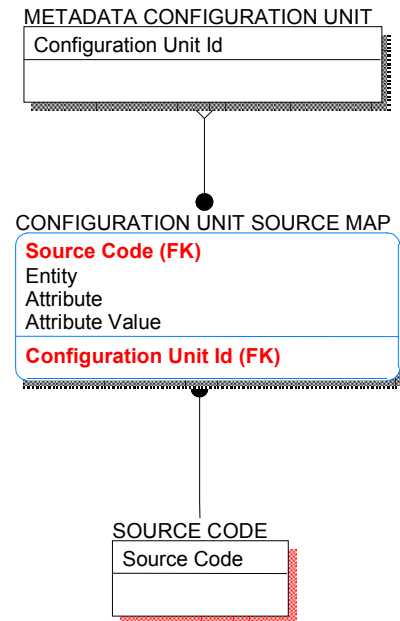 METADATA CONFIGURATION UNIT
Configuration Unit Id
CONFIGURATION UNIT SOURCE MAP
Source Code (FK)
Entity
Attribute
Attribute Value
Configuration Unit Id (FK)
SOURCE CODE
Source Code